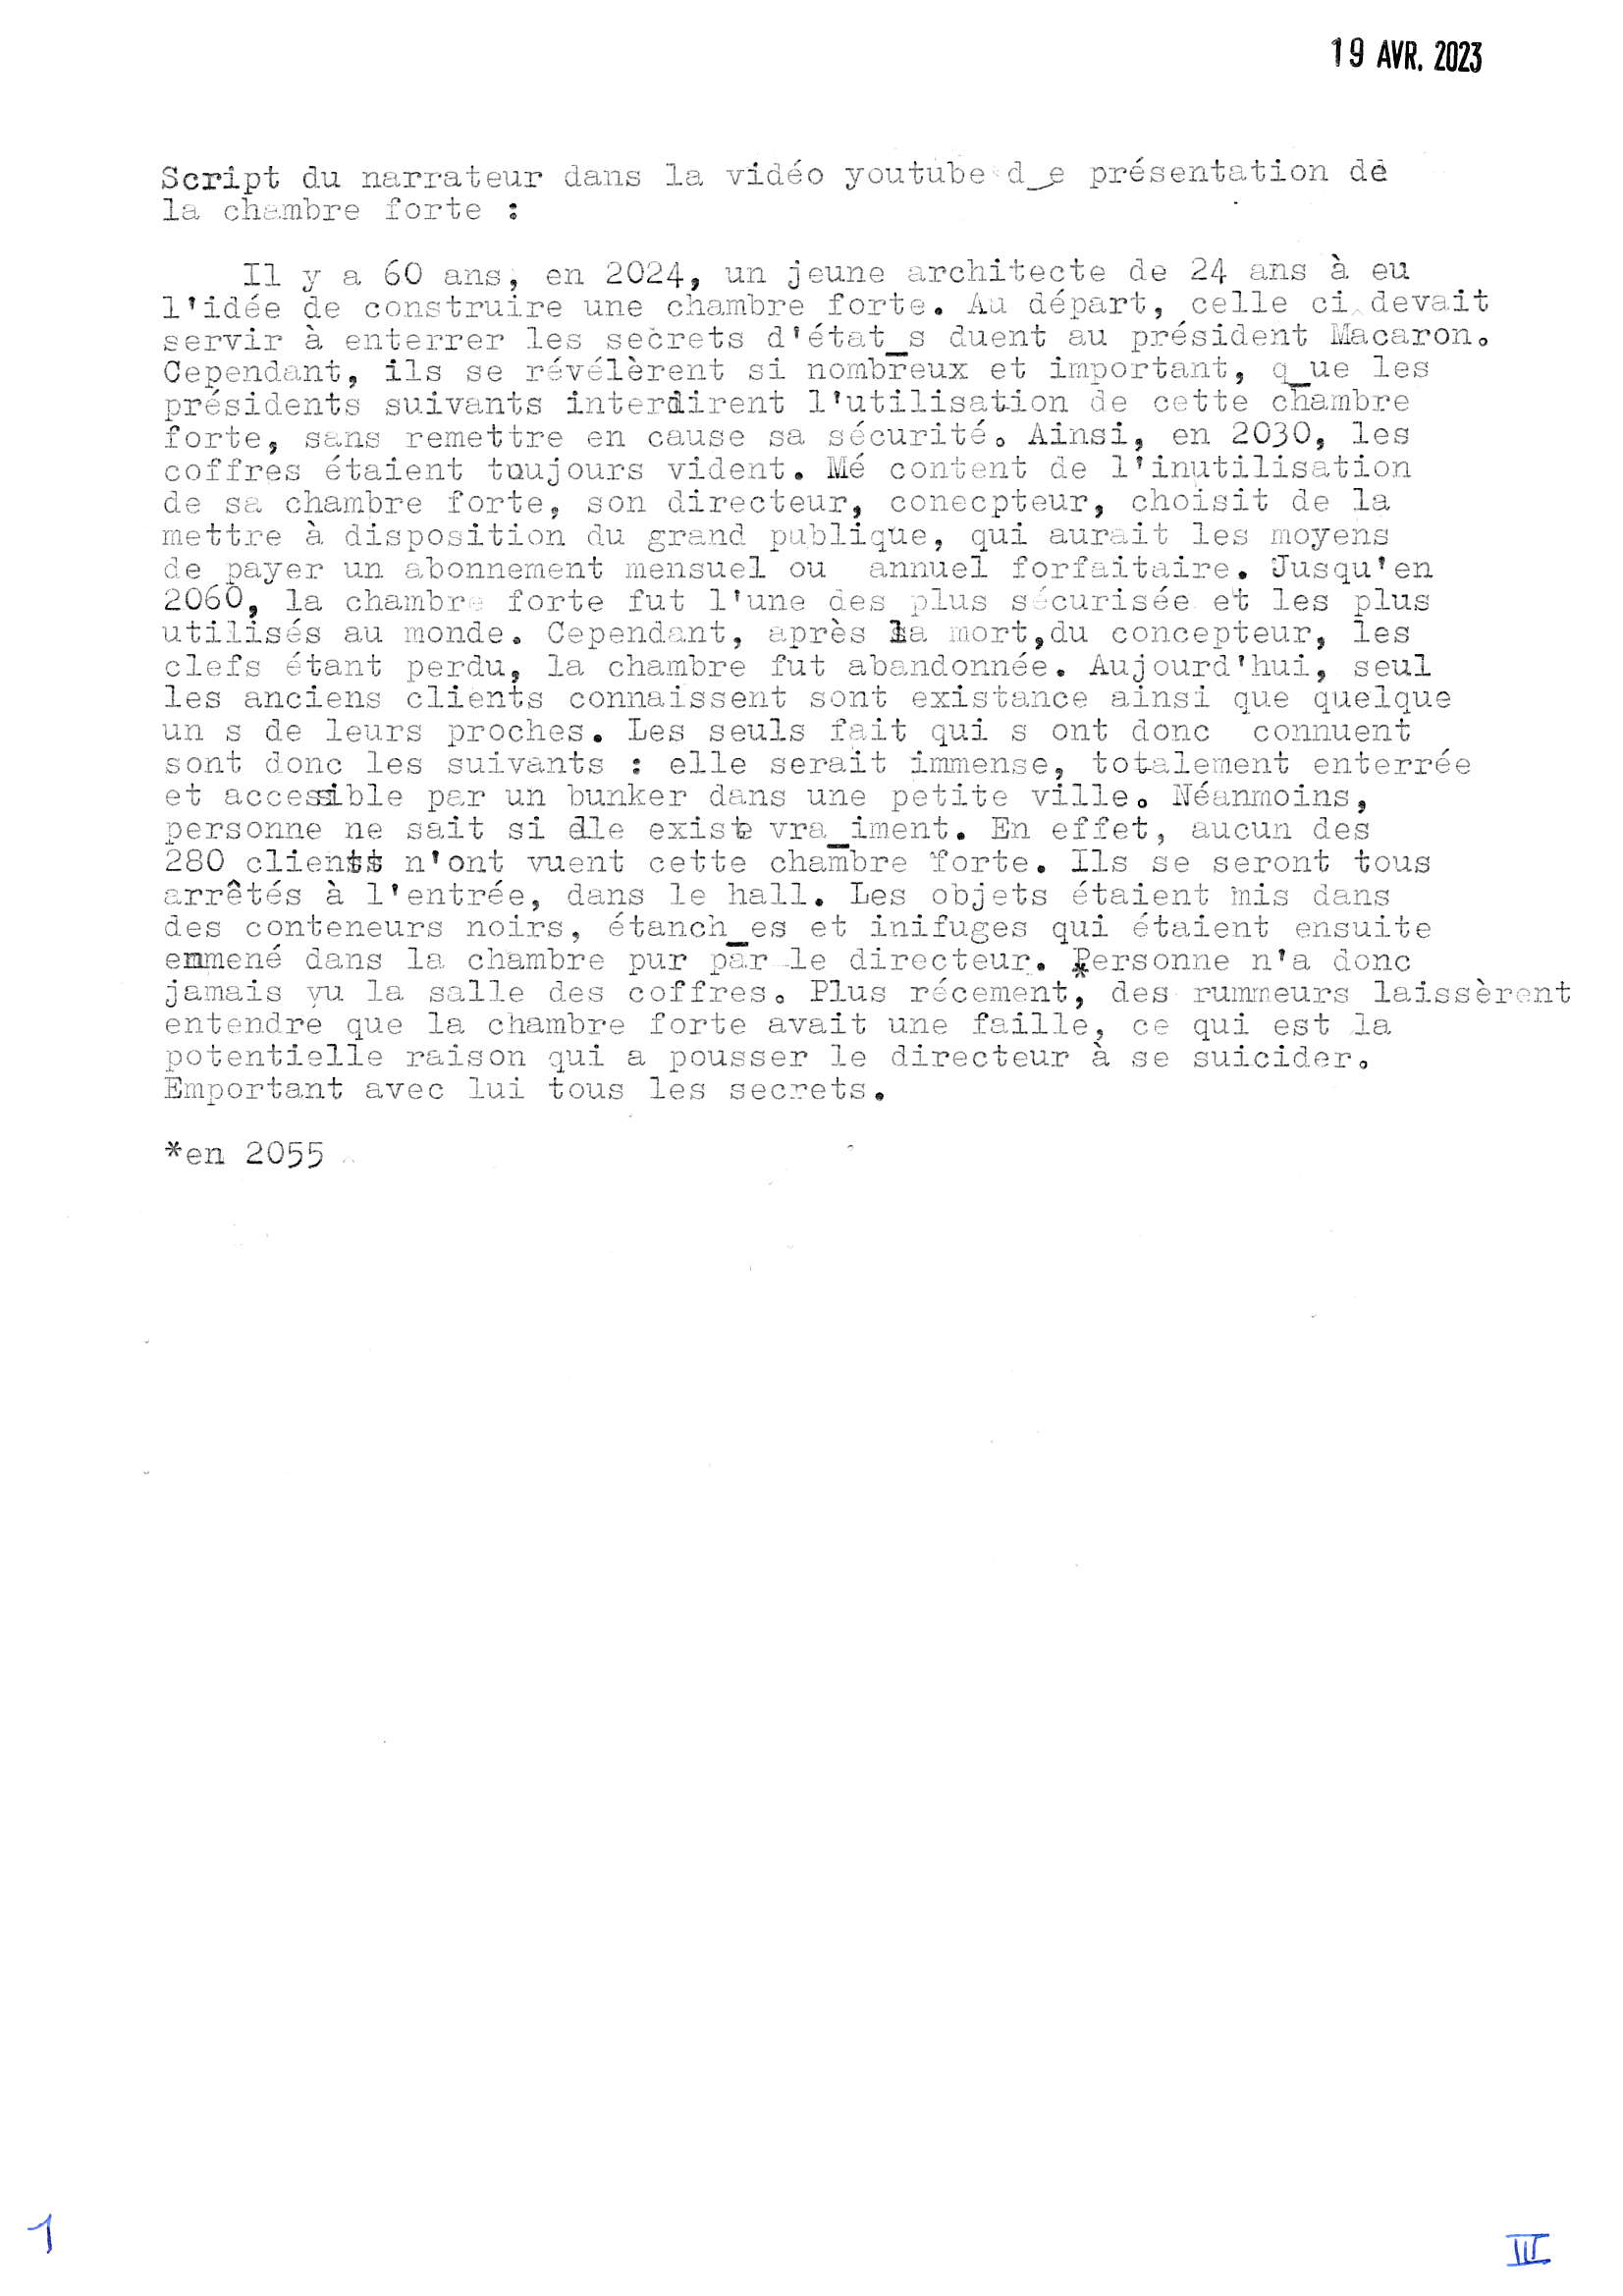 19 AVR. 2023
Script du narrateur dans la vidéo youtube d_e présentation de
la chambre forte :
Il y a 60 ans, en 2024, un jeune architecte de 24 ans à eu
l'idée de construire une chambre forte. Au départ, celle ci devait
servir à enterrer les secrets d'état_s duent au président Macaron.
Cependant, ils se révélèrent si nombreux et important, q_ue les
présidents suivants interdirent l'utilisation de cette chambre
forte, sans remettre en cause sa sécurité. Ainsi, en 2030, les
coffres étaient toujours vident. Mé content de l'inutilisation
de sa chambre forte, son directeur, conecpteur, choisit de la
mettre à disposition du grand publique, qui aurait les moyens
de payer un abonnement mensuel ou annuel forfaitaire. Jusqu'en
2060, la chambre forte fut l'une des plus sécurisée et les plus
utilisés au monde. Cependant, après la mort,du concepteur, les
clefs étant perdu, la chambre fut abandonnée. Aujourd'hui, seul
les anciens clients connaissent sont existance ainsi que quelque
un s de leurs proches. Les seuls fait qui s ont donc connuent
sont donc les suivants : elle serait immense, totalement enterrée
et accessible par un bunker dans une petite ville. Néanmoins,
personne ne sait si elle existe vra_iment. En effet, aucun des
280 clients n'ont vuent cette chambre forte. Ils se seront tous
arrêtés à l'entrée, dans le hall. Les objets étaient mis dans
des conteneurs noirs, étanch_es et inifuges qui étaient ensuite
emmené dans la chambre pur par le directeur. Personne n'a donc
jamais vu la salle des coffres. Plus récement, des rummeurs laissèrent
entendre que la chambre forte avait une faille, ce qui est la
potentielle raison qui a pousser le directeur à se suicider.
Emportant avec lui tous les secrets.
*en 2055
1
III